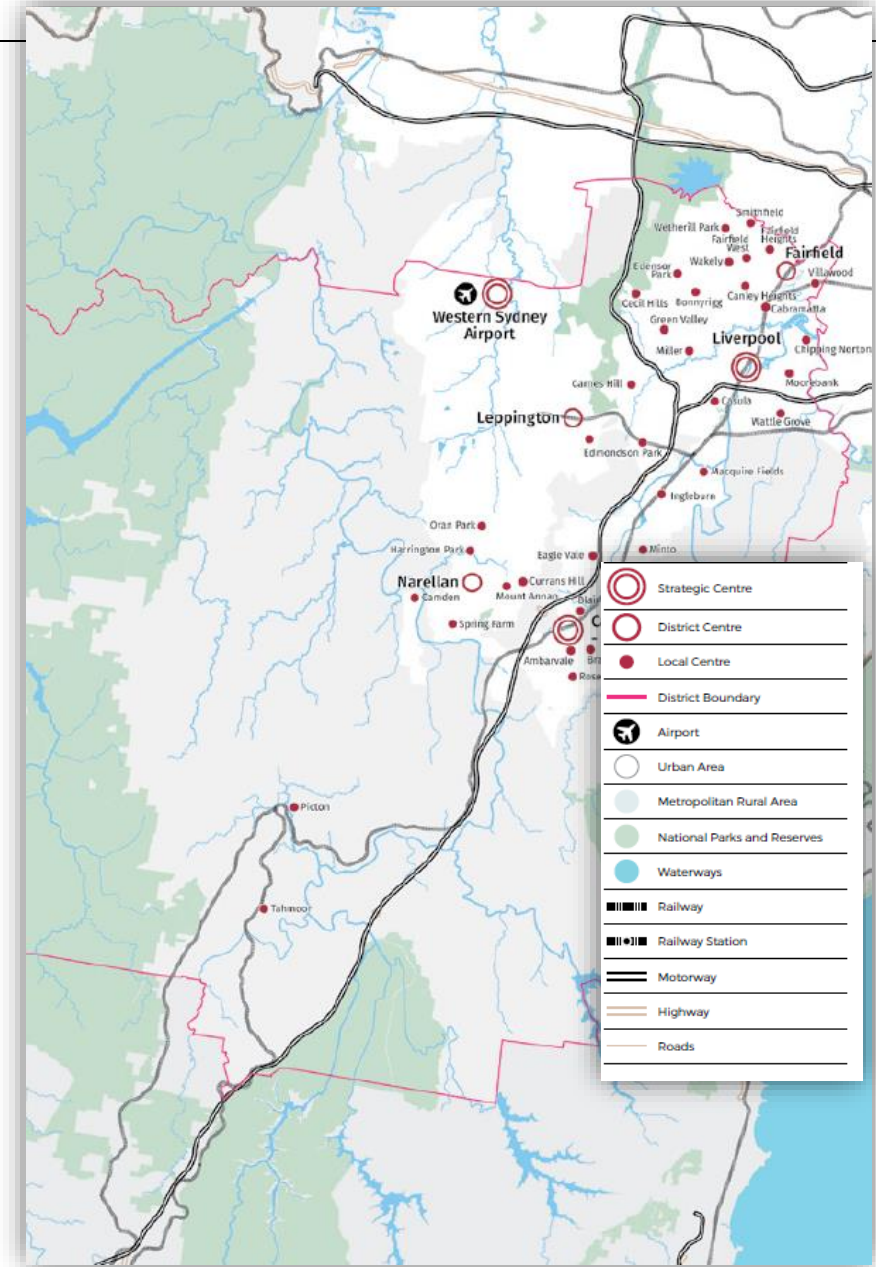 Smithfield
Wetherill Park
Fairfield
Heights
Fairfield
West
Fairfield
Wakely
Edensor
Park
Villawood
Cecil Hills
Bonnyrigg
Canley Heights
Cabramatta
Western Sydney
Airport
Green Valley
Liverpool
Miller
Chipping Norton
Carnes Hill
Moorebank
Casula
Leppington
Wattle Grove
Edmondson Park
Macquire Fields
Ingleburn
Oran Park
Harrington Park
Eagle Vale
Minto
Narellan
Currans Hill
Mount Annan
Camden
Blair
Spring Farm
C
Ambarvale
Bra
Rose
Picton
Tahmoor
Strategic Centre
District Centre
Local Centre
District Boundary
Airport
Urban Area
Metropolitan Rural Area
National Parks and Reserves
Waterways
Railway
Railway Station
Motorway
Highway
Roads